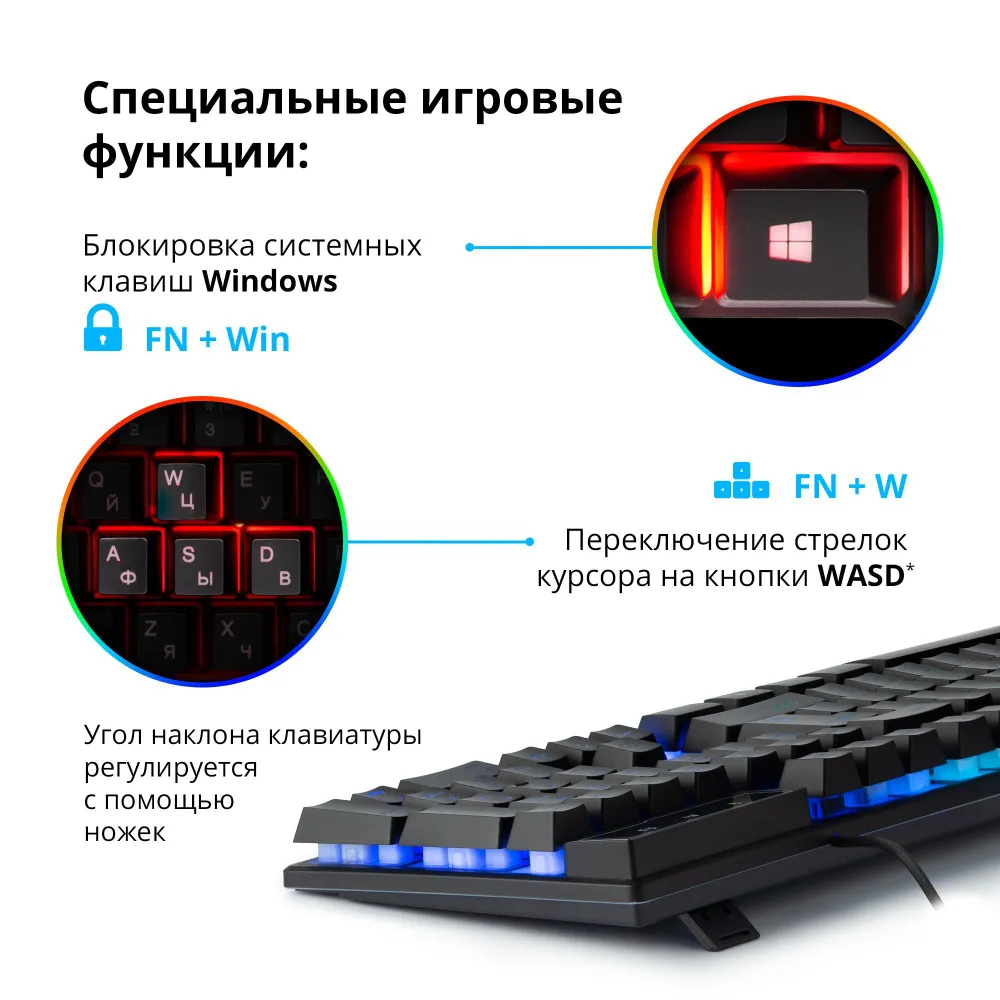 Специальные игровые
функции:
Блокировка системных
клавиш Windows
FN + Win
2
3
Q
Й
W
Ц
E
У
A
Ф
S
Ы
D
В
Z
Я
X
Ч
C
FN + W
Переключение стрелок
курсора на кнопки WASD*
Угол наклона клавиатуры
регулируется
с помощью
ножек